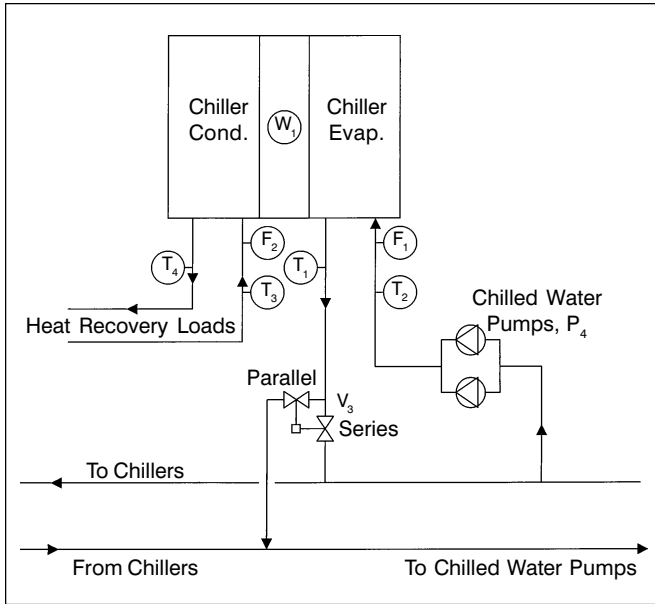 Chiller
Cond.
W1
Chiller
Evap.
F2
F1
T4
T1
T3
T2
Chilled Water
Pumps, P4
Heat Recovery Loads
Parallel
V3
Series
To Chillers
From Chillers
To Chilled Water Pumps